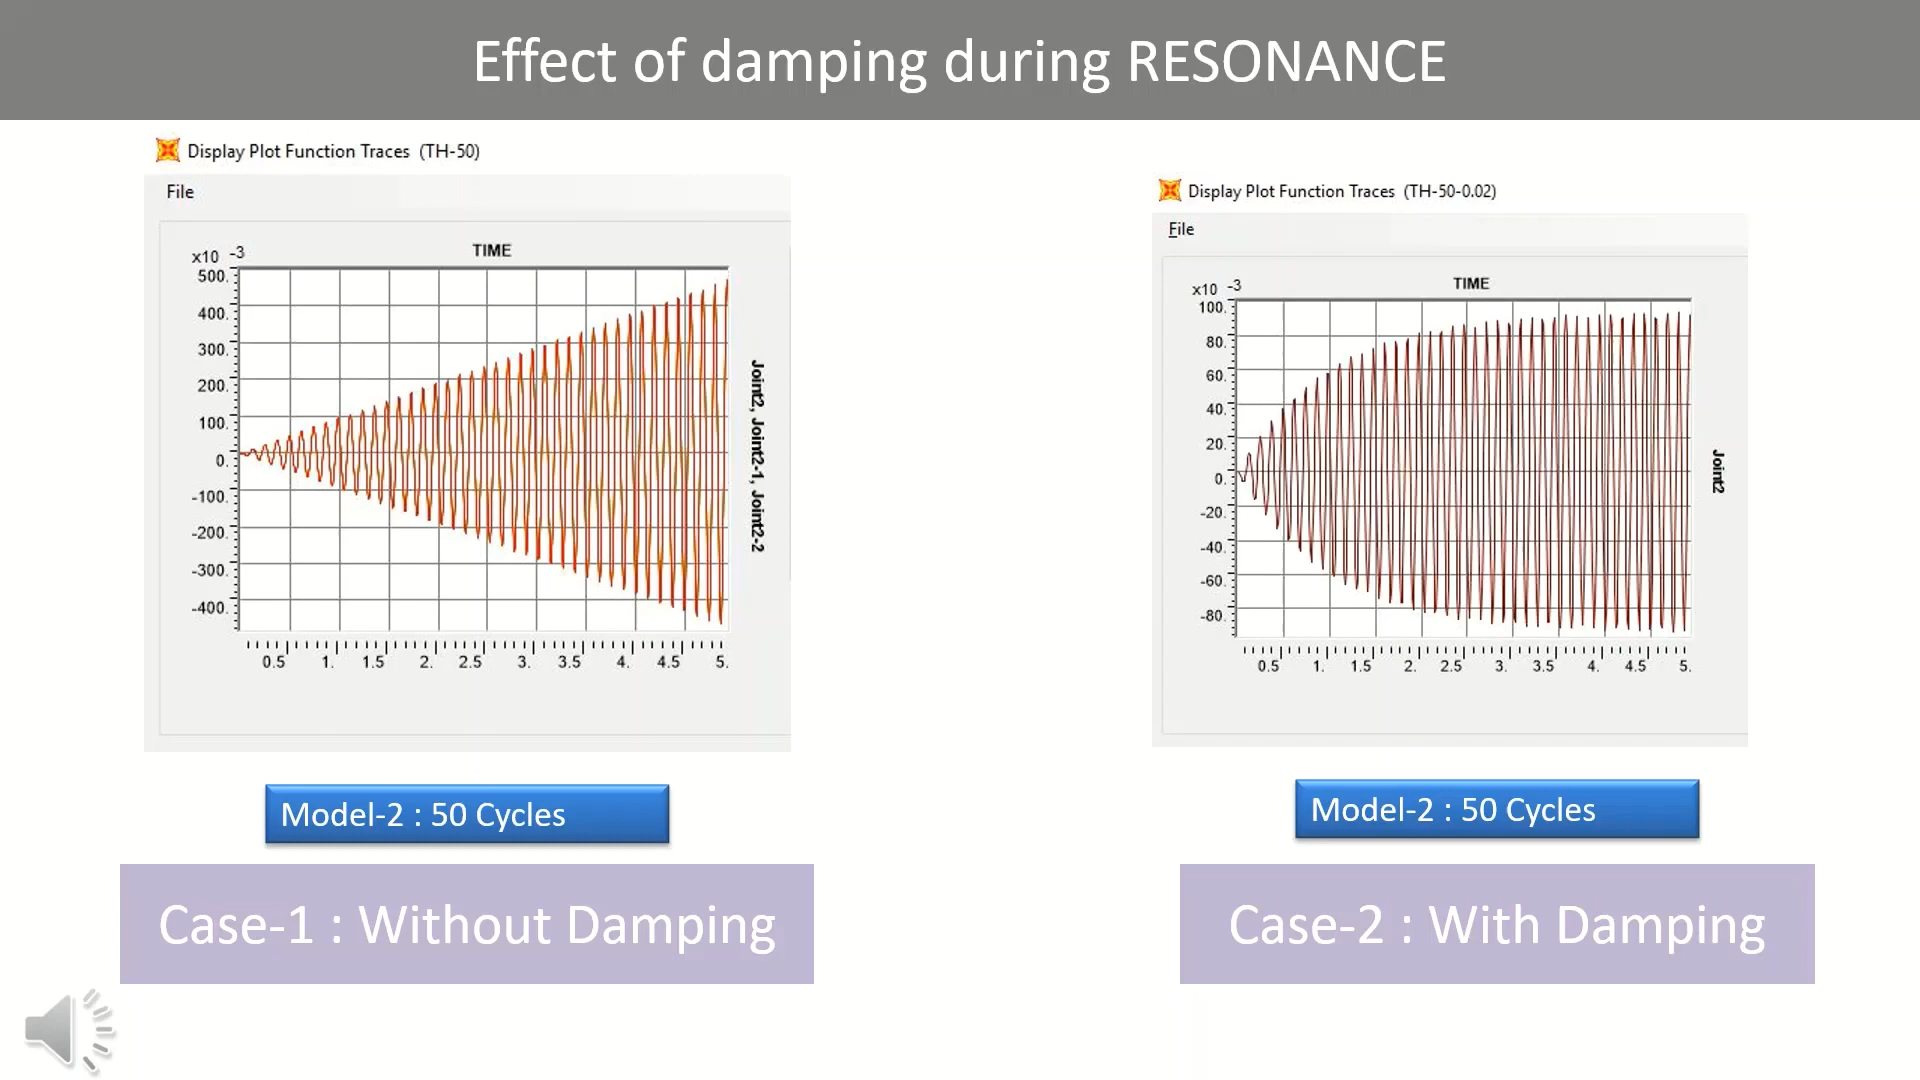 Effect of damping during RESONANCE
Display Plot Function Traces (TH-50)
File
TIME
x10 -3
500.
400.
300.
200.
100.
0.
-100.
-200.
-300.
-400.
0.5 1. 1.5 2. 2.5 3. 3.5 4. 4.5 5.
Joint2, Joint2-1, Joint2-2
Model-2 : 50 Cycles
Case-1 : Without Damping
Display Plot Function Traces (TH-50-0.02)
File
TIME
x10 -3
100.
80.
60.
40.
20.
0.
-20.
-40.
-60.
-80.
0.5 1. 1.5 2. 2.5 3. 3.5 4. 4.5 5.
Joint2
Model-2 : 50 Cycles
Case-2 : With Damping